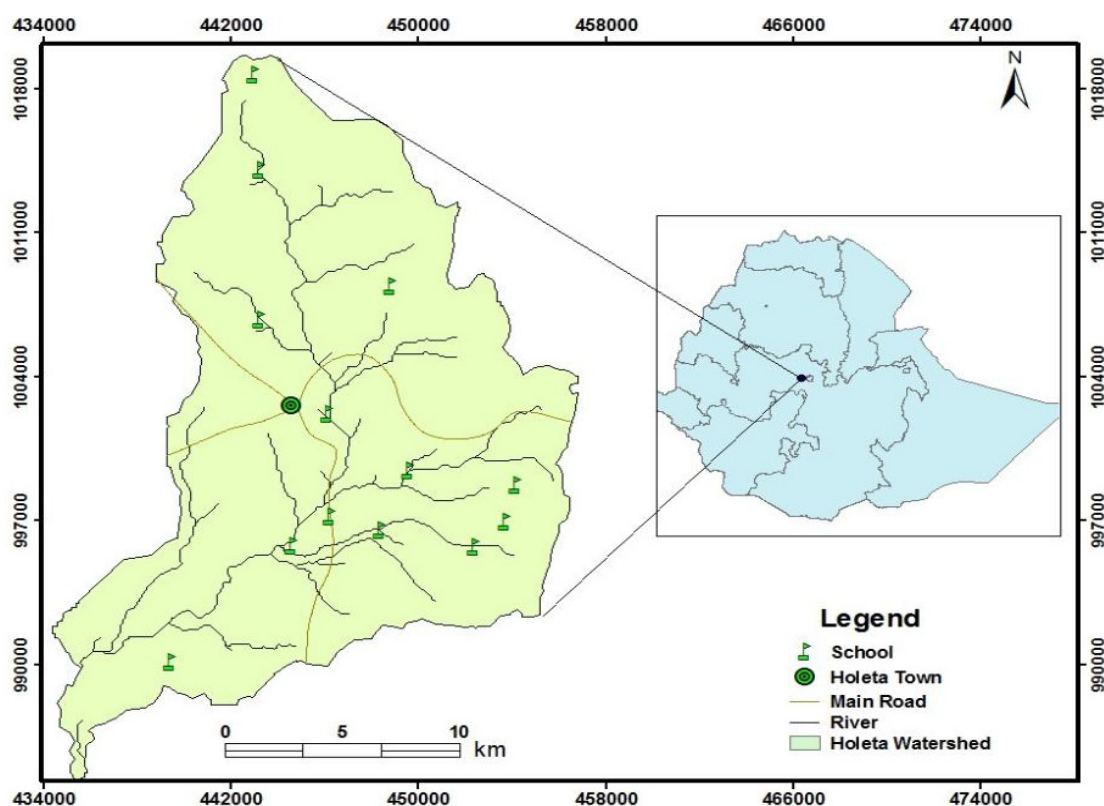 434000 442000 450000 458000 466000 474000
N
1018000 1018000
1011000 1011000
1004000 1004000
997000 997000
990000 990000
Legend
School
Holeta Town
Main Road
River
Holeta Watershed
0 5 10
km
434000 442000 450000 458000 466000 474000